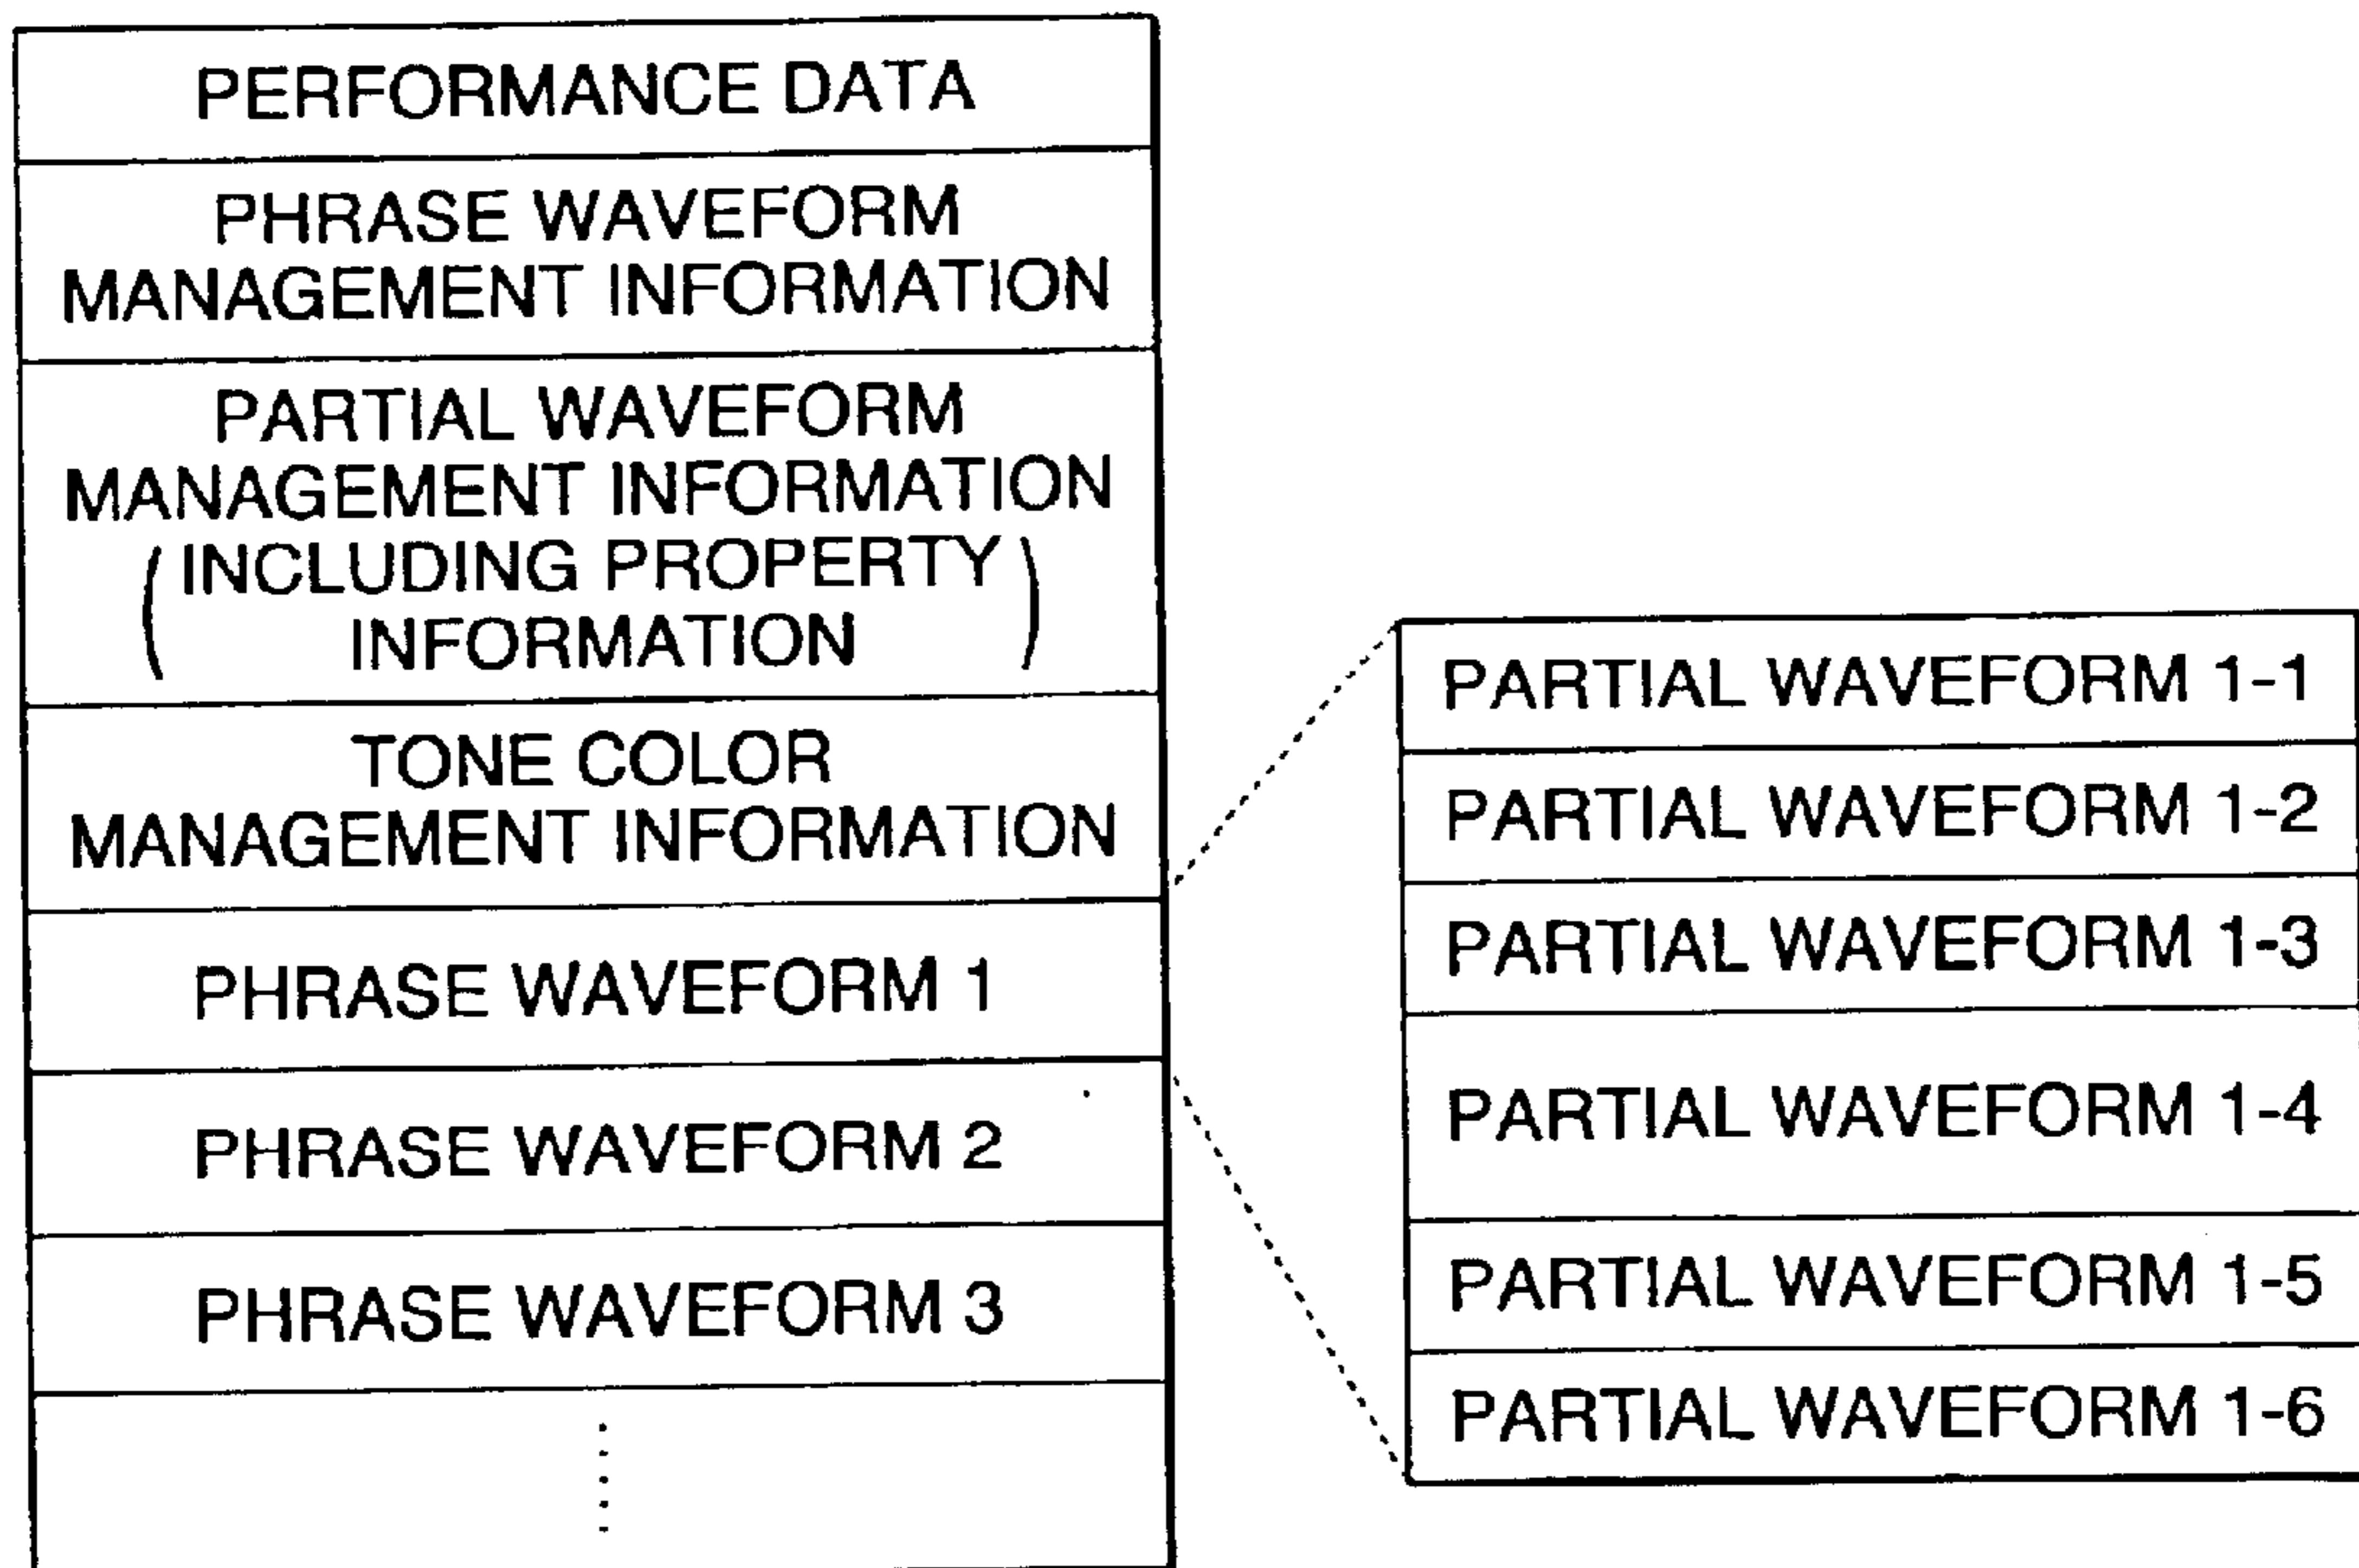 PERFORMANCE DATA
PHRASE WAVEFORM
MANAGEMENT INFORMATION
PARTIAL WAVEFORM
MANAGEMENT INFORMATION
(INCLUDING PROPERTY
INFORMATION)
TONE COLOR
MANAGEMENT INFORMATION
PHRASE WAVEFORM 1
PHRASE WAVEFORM 2
PHRASE WAVEFORM 3
PARTIAL WAVEFORM 1-1
PARTIAL WAVEFORM 1-2
PARTIAL WAVEFORM 1-3
PARTIAL WAVEFORM 1-4
PARTIAL WAVEFORM 1-5
PARTIAL WAVEFORM 1-6